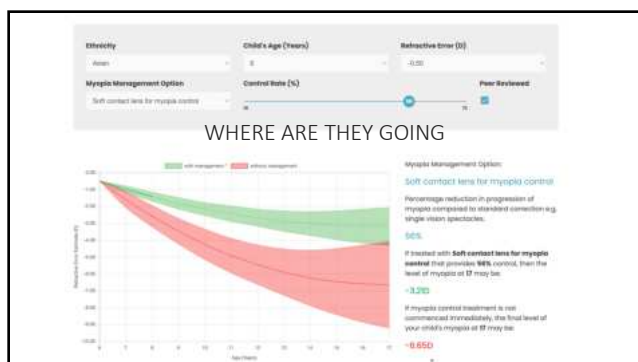 Ethnicity
Child's Age (Years)
Refractive Error (D)
Asian
-0.50
Myopia Management Option
Control Rate (%)
Peer Reviewed
Soft contact lens for myopia control
WHERE ARE THEY GOING
with management
without management
Myopia Management Option:
Soft contact lens for myopia control
Percentage reduction in progression of
myopia compared to standard correction e.g.
single vision spectacles.
56%
If treated with Soft contact lens for myopia
control that provides 56% control, then the
level of myopia at 17 may be:
-3.21D
If myopia control treatment is not
commenced immediately, the final level of
your child's myopia at 17 may be:
-6.65D
Age (Years)